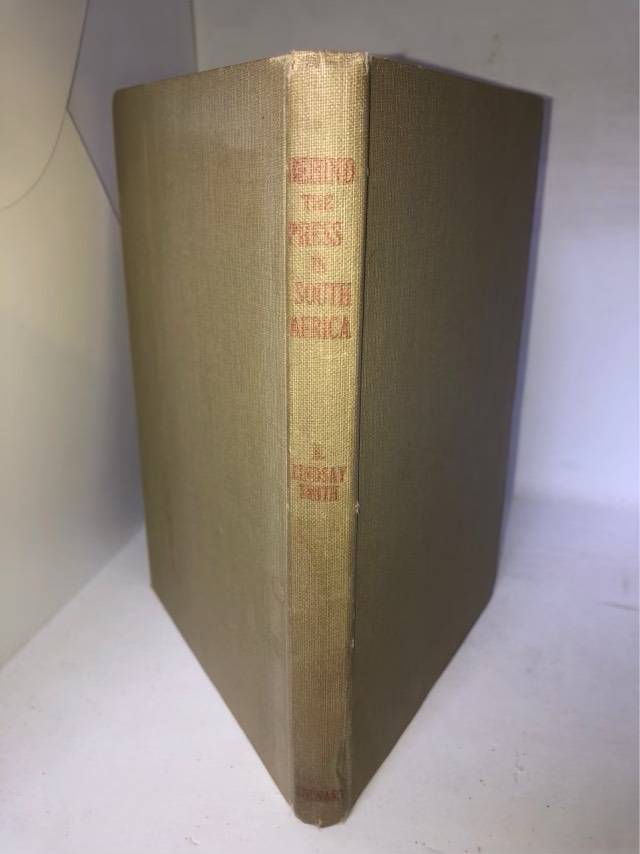 BEHIND
THE
PRESS
IN
SOUTH
AFRICA
H.
LINDSAY
SMITH
STEWART